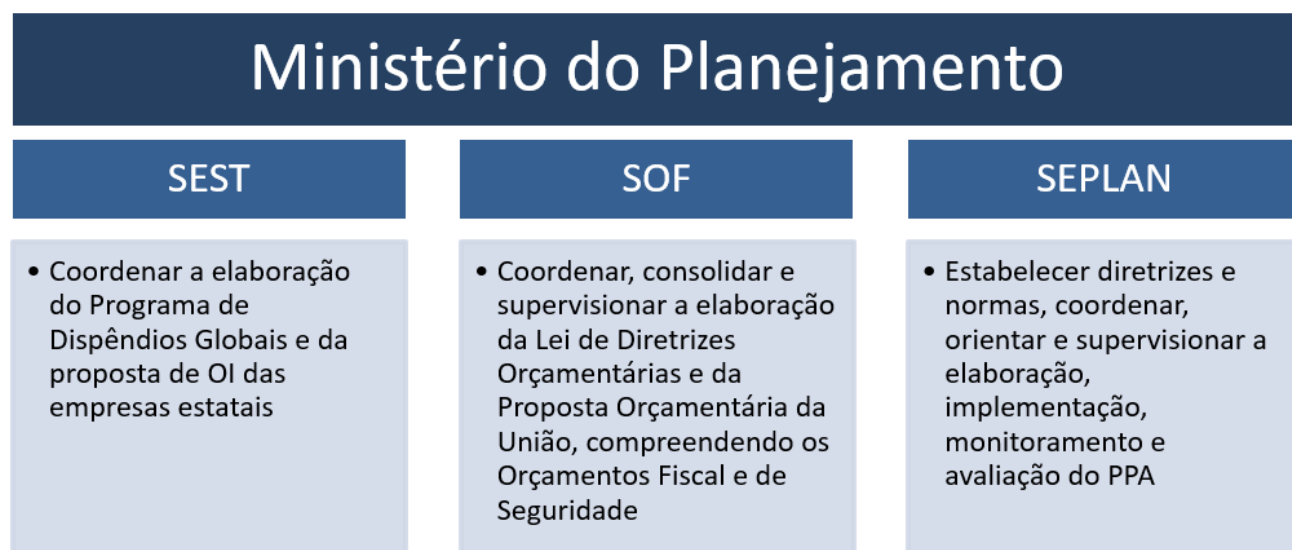 Ministério do Planejamento
SEST
• Coordenar a elaboração
do Programa de
Dispêndios Globais e da
proposta de OI das
empresas estatais
SOF
• Coordenar, consolidar e
supervisionar a elaboração
da Lei de Diretrizes
Orçamentárias e da
Proposta Orçamentária da
União, compreendendo os
Orçamentos Fiscal e de
Seguridade
SEPLAN
• Estabelecer diretrizes e
normas, coordenar,
orientar e supervisionar a
elaboração,
implementação,
monitoramento e
avaliação do PPA